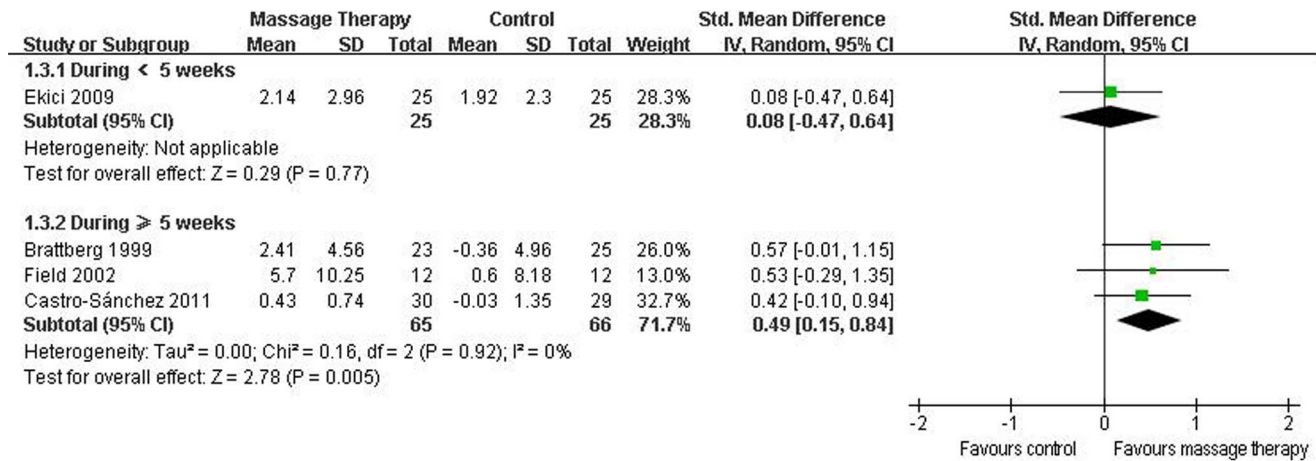 Massage Therapy Control Std. Mean Difference Std. Mean Difference
Study or Subgroup Mean SD Total Mean SD Total Weight IV, Random, 95% CI IV, Random, 95% CI
1.3.1 During < 5 weeks
Ekici 2009 2.14 2.96 25 1.92 2.3 25 28.3% 0.08 [-0.47, 0.64]
Subtotal (95% CI) 25 25 28.3% 0.08 [-0.47, 0.64]
Heterogeneity: Not applicable
Test for overall effect: Z = 0.29 (P = 0.77)
1.3.2 During ⩾ 5 weeks
Brattberg 1999 2.41 4.56 23 -0.36 4.96 25 26.0% 0.57 [-0.01, 1.15]
Field 2002 5.7 10.25 12 0.6 8.18 12 13.0% 0.53 [-0.29, 1.35]
Castro-Sánchez 2011 0.43 0.74 30 -0.03 1.35 29 32.7% 0.42 [-0.10, 0.94]
Subtotal (95% CI) 65 66 71.7% 0.49 [0.15, 0.84]
Heterogeneity: Tau² = 0.00; Chi² = 0.16, df = 2 (P = 0.92); I² = 0%
Test for overall effect: Z = 2.78 (P = 0.005)
-2 -1 0 1 2
Favours control Favours massage therapy